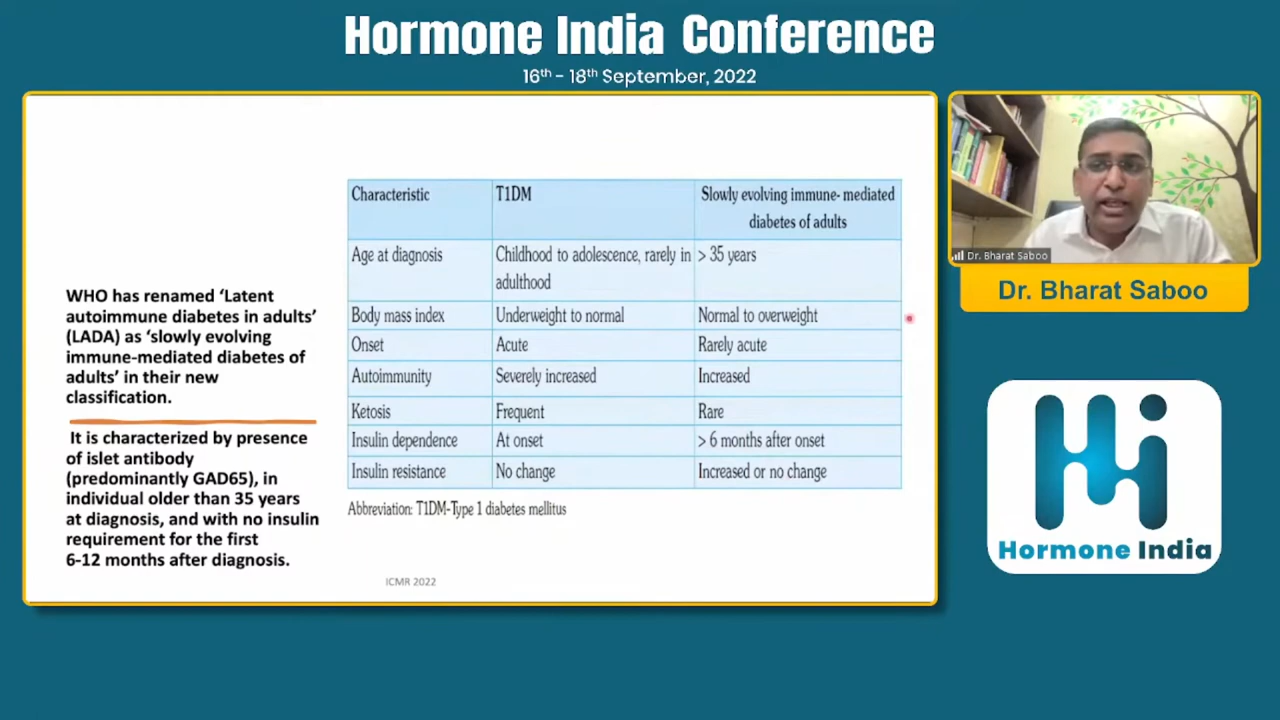 Hormone India Conference
16th - 18th September, 2022
WHO has renamed ‘Latent
autoimmune diabetes in adults’
(LADA) as ‘slowly evolving
immune-mediated diabetes of
adults’ in their new
classification.
It is characterized by presence
of islet antibody
(predominantly GAD65), in
individual older than 35 years
at diagnosis, and with no insulin
requirement for the first
6-12 months after diagnosis.
Characteristic T1DM Slowly evolving immune- mediated
diabetes of adults
Age at diagnosis Childhood to adolescence, rarely in > 35 years
adulthood
Body mass index Underweight to normal Normal to overweight
Onset Acute Rarely acute
Autoimmunity Severely increased Increased
Ketosis Frequent Rare
Insulin dependence At onset > 6 months after onset
Insulin resistance No change Increased or no change
Abbreviation: T1DM-Type 1 diabetes mellitus
ICMR 2022
Dr. Bharat Saboo
Dr. Bharat Saboo
Hormone India